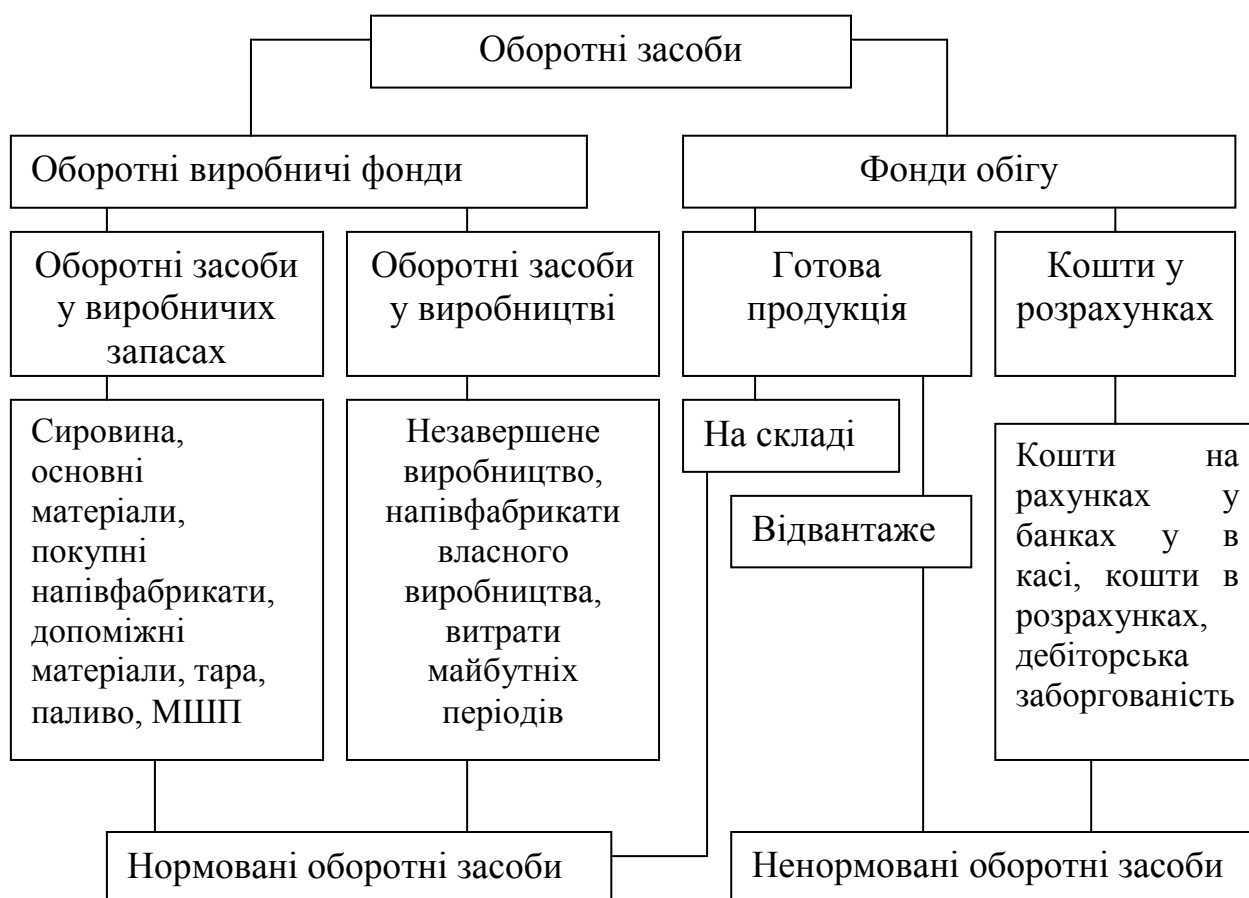 Оборотні засоби
Оборотні виробничі фонди
Фонди обігу
Оборотні засоби
у виробничих
запасах
Оборотні засоби
у виробництві
Готова
продукція
Кошти у
розрахунках
Сировина,
основні
матеріали,
покупні
напівфабрикати,
допоміжні
матеріали, тара,
паливо, МШП
Незавершене
виробництво,
напівфабрикати
власного
виробництва,
витрати
майбутніх
періодів
На складі
Відвантаже
Кошти на
рахунках у
банках у в
касі, кошти в
розрахунках,
дебіторська
заборгованість
Нормовані оборотні засоби
Ненормовані оборотні засоби